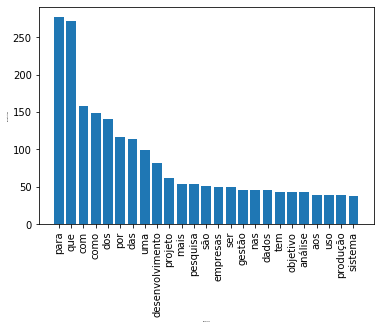 250
200
150
100
50
0
para
que
com
como
dos
por
das
uma
desenvolvimento
projeto
mais
pesquisa
são
empresas
ser
gestão
nas
dados
tem
objetivo
análise
aos
uso
produção
sistema